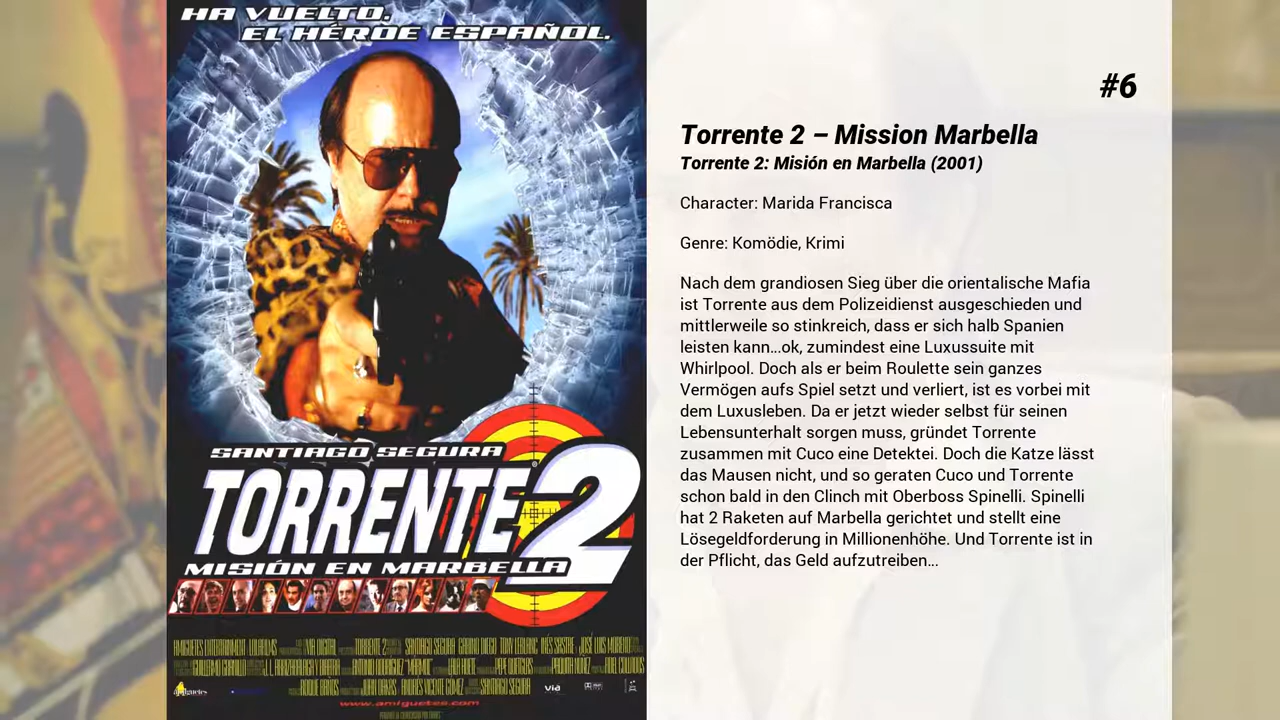 HA VUELTO.
EL HÉROE ESPAÑOL.
SANTIAGO SEGURA
TORRENTE 2
MISIÓN EN MARBELLA
www.amiguetes.com
#6
Torrente 2 – Mission Marbella
Torrente 2: Misión en Marbella (2001)
Character: Marida Francisca
Genre: Komödie, Krimi
Nach dem grandiosen Sieg über die orientalische Mafia
ist Torrente aus dem Polizeidienst ausgeschieden und
mittlerweile so stinkreich, dass er sich halb Spanien
leisten kann...ok, zumindest eine Luxussuite mit
Whirlpool. Doch als er beim Roulette sein ganzes
Vermögen aufs Spiel setzt und verliert, ist es vorbei mit
dem Luxusleben. Da er jetzt wieder selbst für seinen
Lebensunterhalt sorgen muss, gründet Torrente
zusammen mit Cuco eine Detektei. Doch die Katze lässt
das Mausen nicht, und so geraten Cuco und Torrente
schon bald in den Clinch mit Oberboss Spinelli. Spinelli
hat 2 Raketen auf Marbella gerichtet und stellt eine
Lösegeldforderung in Millionenhöhe. Und Torrente ist in
der Pflicht, das Geld aufzutreiben...